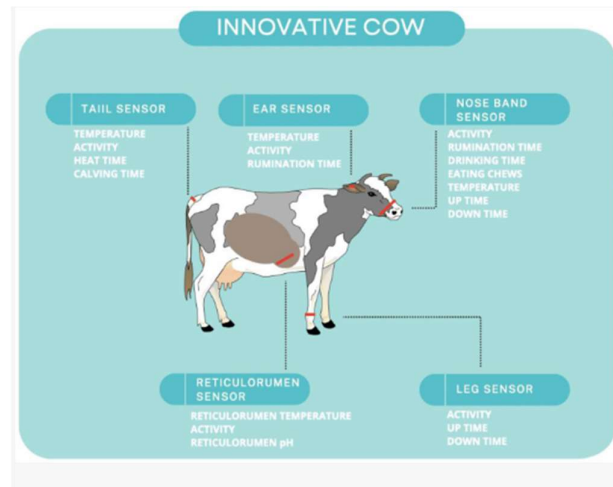 INNOVATIVE COW
TAIIL SENSOR
TEMPERATURE
ACTIVITY
HEAT TIME
CALVING TIME
EAR SENSOR
TEMPERATURE
ACTIVITY
RUMINATION TIME
NOSE BAND
SENSOR
ACTIVITY
RUMINATION TIME
DRINKING TIME
EATING CHEWS
TEMPERATURE
UP TIME
DOWN TIME
RETICULORUMEN
SENSOR
RETICULORUMEN TEMPERATURE
ACTIVITY
RETICULORUMEN pH
LEG SENSOR
ACTIVITY
UP TIME
DOWN TIME